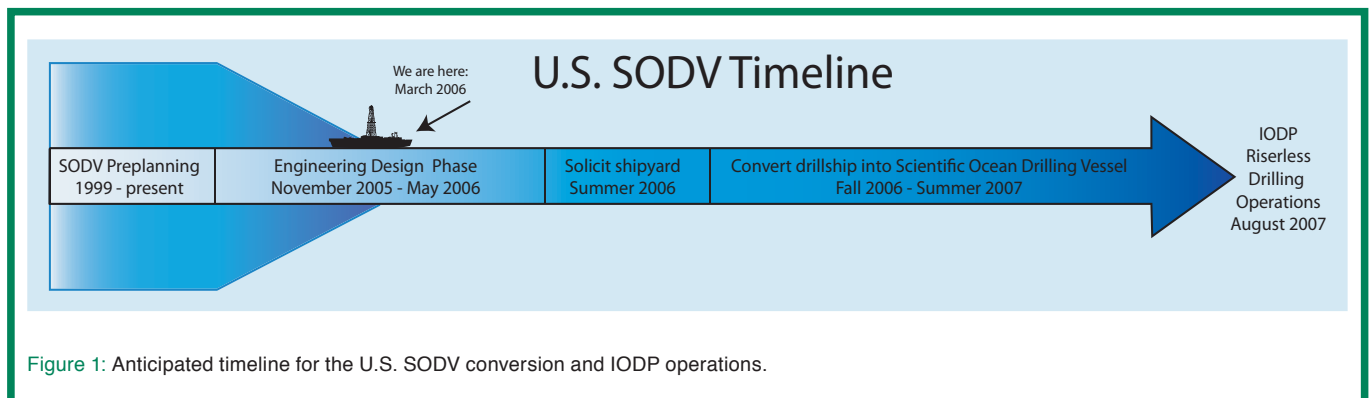 U.S. SODV Timeline
We are here:
March 2006
SODV Preplanning
1999 - present
Engineering Design Phase
November 2005 - May 2006
Solicit shipyard
Summer 2006
Convert drillship into Scientific Ocean Drilling Vessel
Fall 2006 - Summer 2007
IODP
Riserless
Drilling
Operations
August 2007
Figure 1: Anticipated timeline for the U.S. SODV conversion and IODP operations.